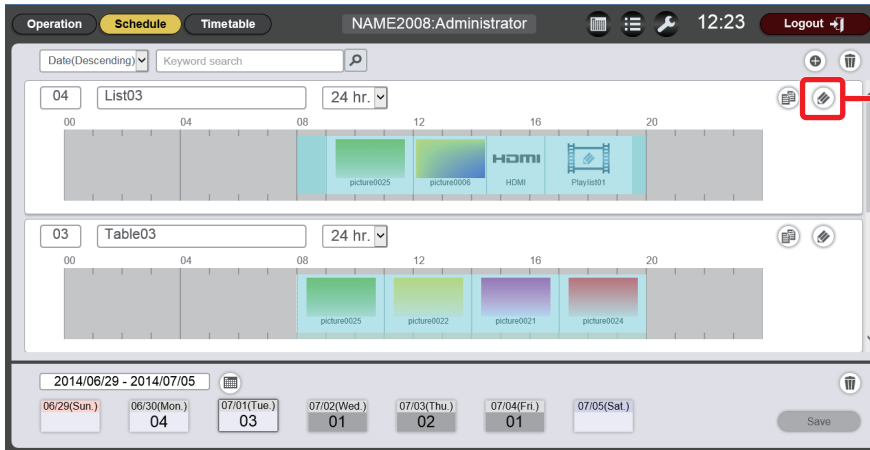 Operation Schedule Timetable NAME2008:Administrator 12:23 Logout
Date(Descending) Keyword search
04 List03 24 hr.
00 04 08 12 16 20
picture0025 picture0006 HDMI HDMI Playlist01
03 Table03 24 hr.
00 04 08 12 16 20
picture0025 picture0022 picture0021 picture0024
2014/06/29 - 2014/07/05
06/29(Sun.) 06/30(Mon.) 07/01(Tue.) 07/02(Wed.) 07/03(Thu.) 07/04(Fri.) 07/05(Sat.)
04 03 01 02 01 Save